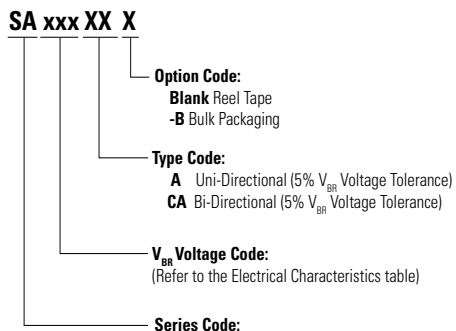 SA xxx XX X
Option Code:
Blank Reel Tape
-B Bulk Packaging
Type Code:
A Uni-Directional (5% VBR Voltage Tolerance)
CA Bi-Directional (5% VBR Voltage Tolerance)
VBR Voltage Code:
(Refer to the Electrical Characteristics table)
Series Code: